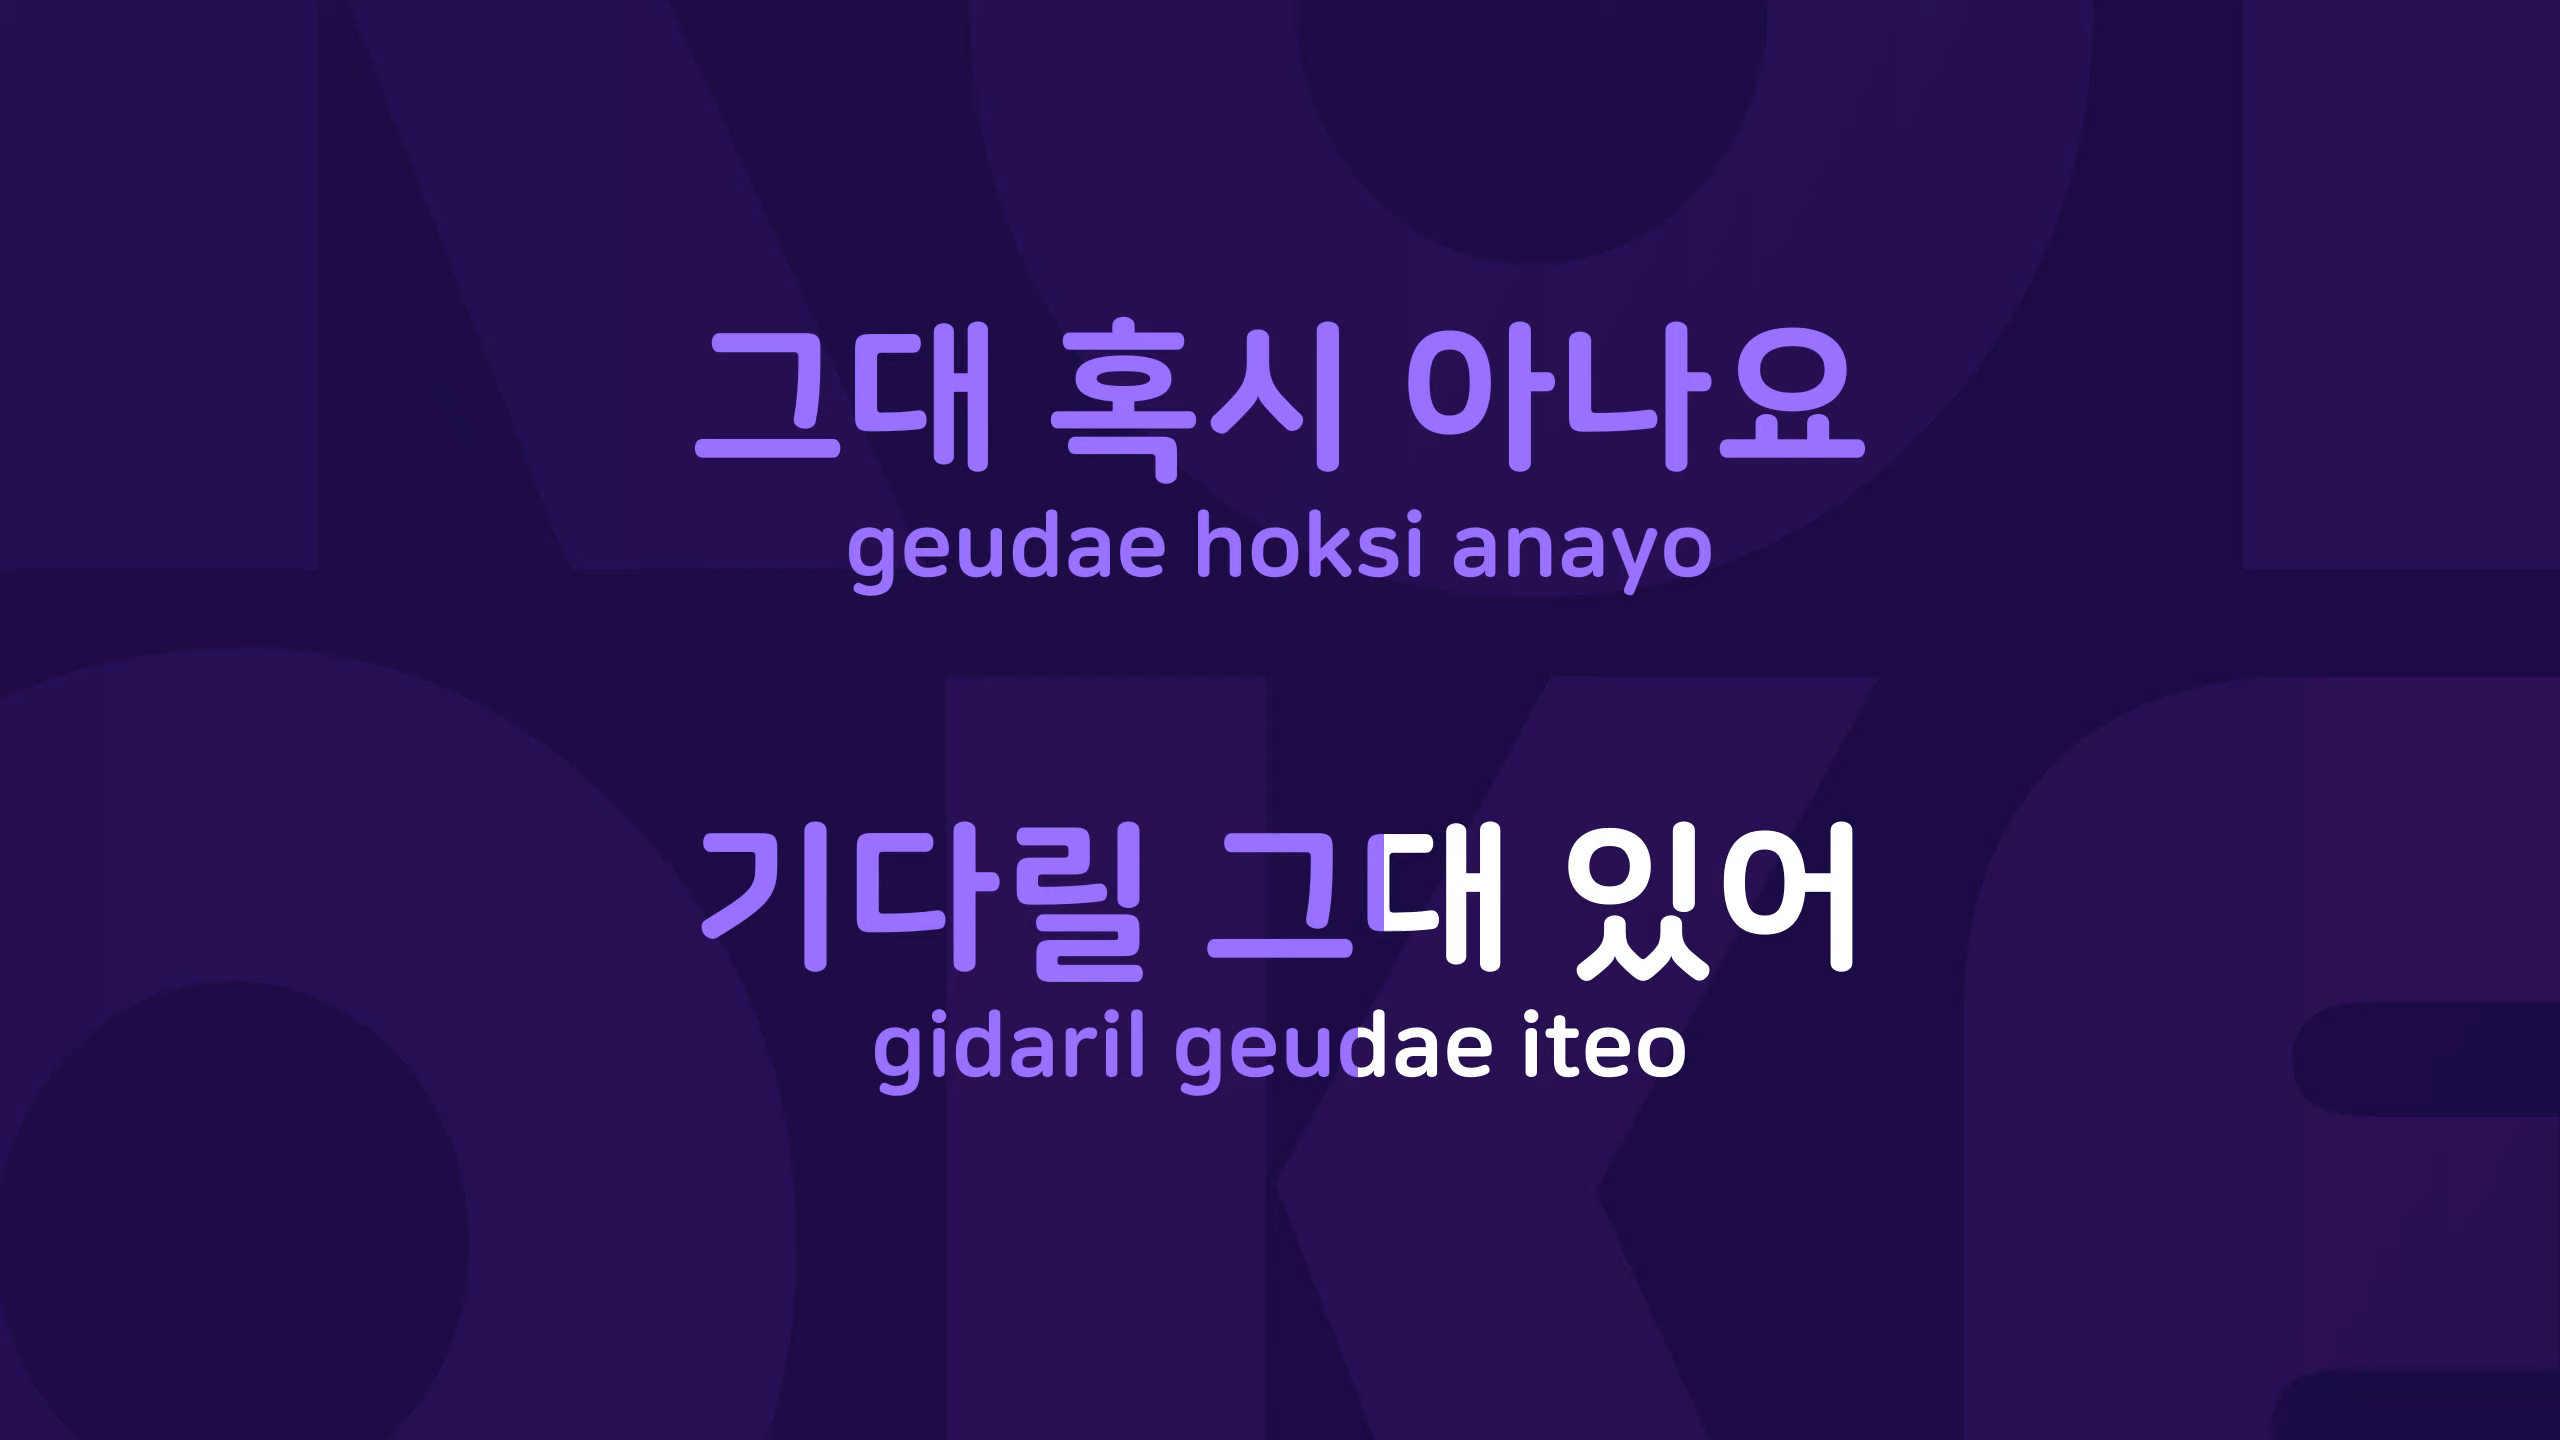 그대 혹시 아나요
geudae hoksi anayo
기다릴 그대 있어
gidaril geudae iteo